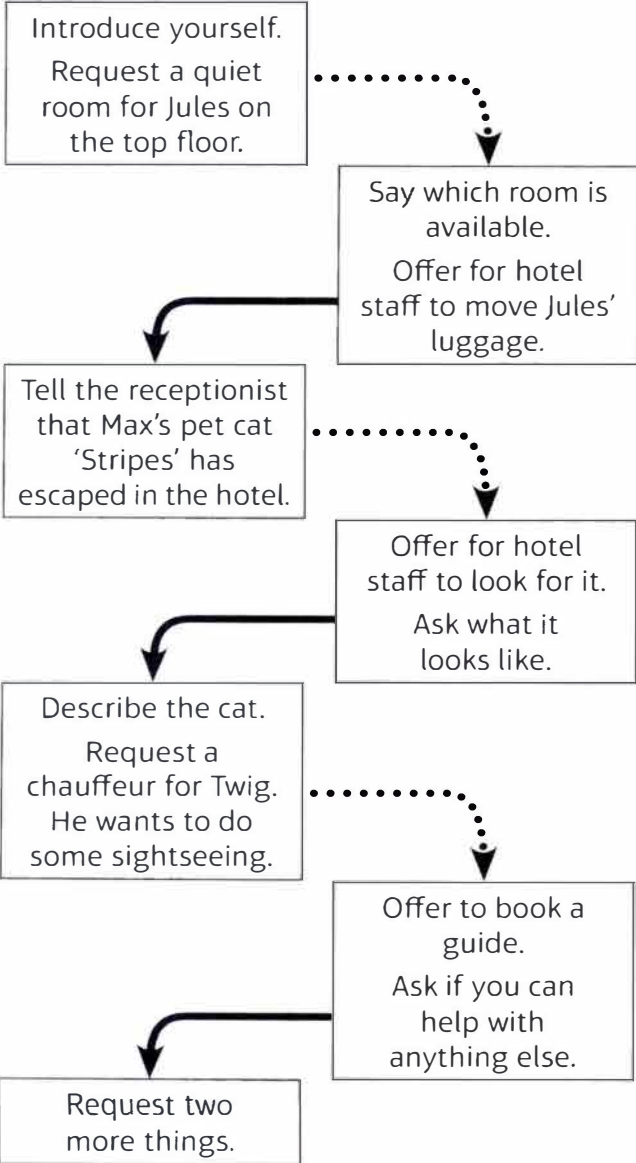 Introduce yourself.
Request a quiet
room for Jules on
the top floor.
Say which room is
available.
Offer for hotel
staff to move Jules'
luggage.
Tell the receptionist
that Max's pet cat
'Stripes' has
escaped in the hotel.
Offer for hotel
staff to look for it.
Ask what it
looks like.
Describe the cat.
Request a
chauffeur for Twig.
He wants to do
some sightseeing.
Offer to book a
guide.
Ask if you can
help with
anything else.
Request two
more things.